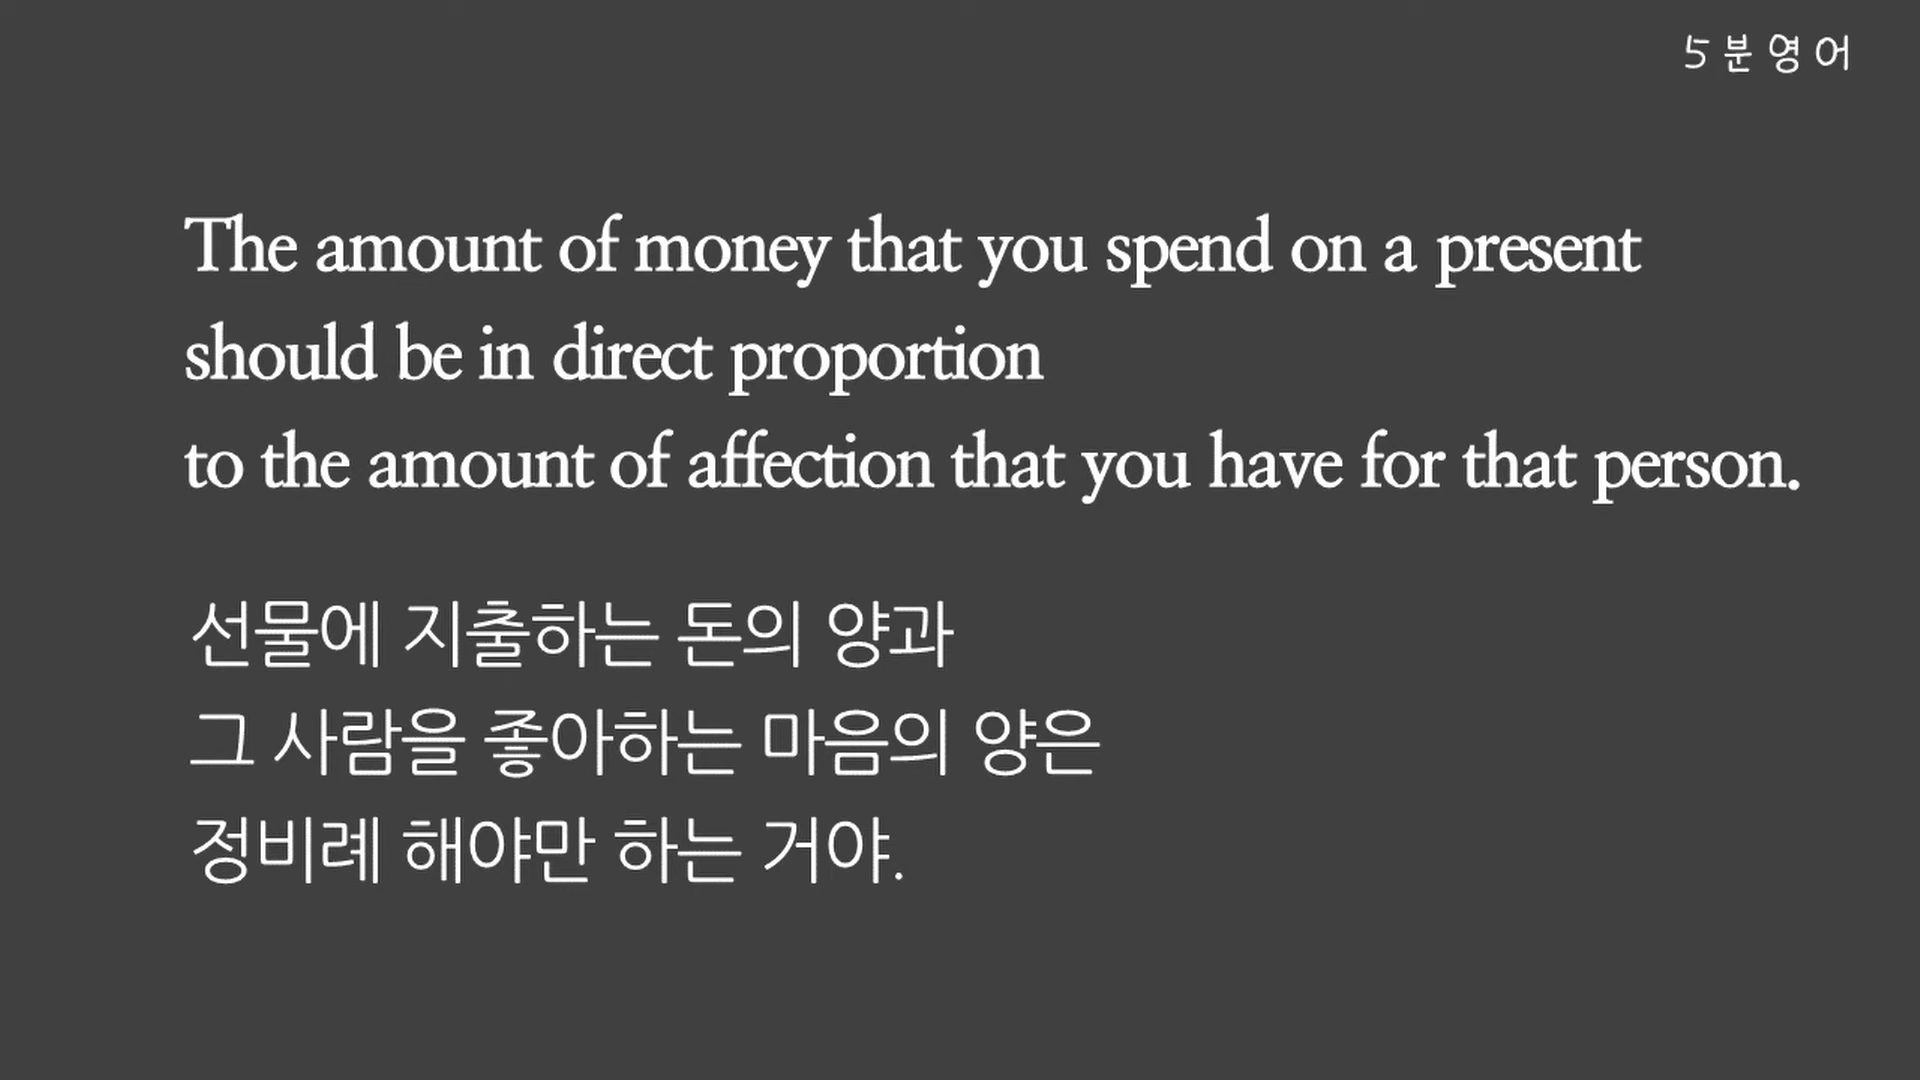 5분영어
The amount of money that you spend on a present
should be in direct proportion
to the amount of affection that you have for that person.
선물에 지출하는 돈의 양과
그 사람을 좋아하는 마음의 양은
정비례 해야만 하는 거야.